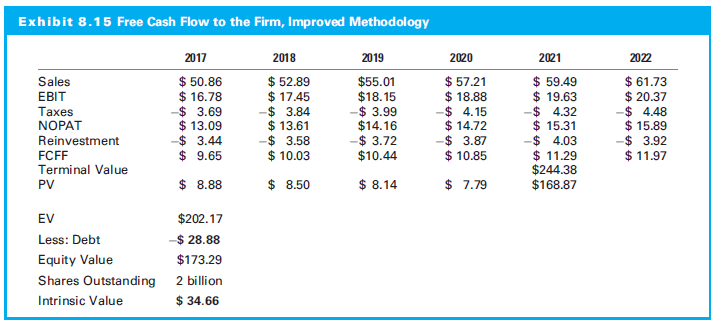 Exhibit 8.15 Free Cash Flow to the Firm, Improved Methodology
2017 2018 2019 2020 2021 2022
Sales $ 50.86 $ 52.89 $55.01 $ 57.21 $ 59.49 $ 61.73
EBIT $ 16.78 $ 17.45 $18.15 $ 18.88 $ 19.63 $ 20.37
Taxes –$ 3.69 –$ 3.84 –$ 3.99 –$ 4.15 –$ 4.32 –$ 4.48
NOPAT $ 13.09 $ 13.61 $14.16 $ 14.72 $ 15.31 $ 15.89
Reinvestment –$ 3.44 –$ 3.58 –$ 3.72 –$ 3.87 –$ 4.03 –$ 3.92
FCFF $ 9.65 $ 10.03 $10.44 $ 10.85 $ 11.29 $ 11.97
Terminal Value $244.38
PV $ 8.88 $ 8.50 $ 8.14 $ 7.79 $168.87
EV $202.17
Less: Debt –$ 28.88
Equity Value $173.29
Shares Outstanding 2 billion
Intrinsic Value $ 34.66